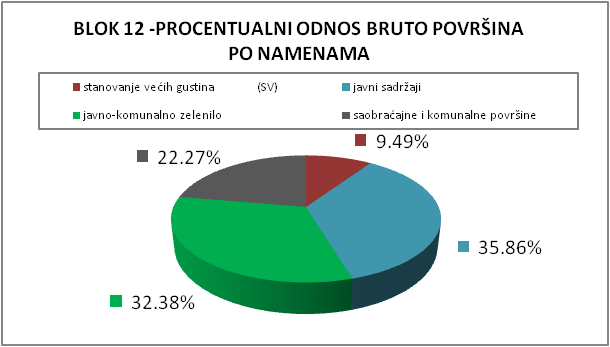 BLOK 12 -PROCENTUALNI ODNOS BRUTO POVRŠINA
PO NAMENAMA
stanovanje većih gustina (SV)
javni sadržaji
javno-komunalno zelenilo
saobraćajne i komunalne površine
9.49%
22.27%
35.86%
32.38%